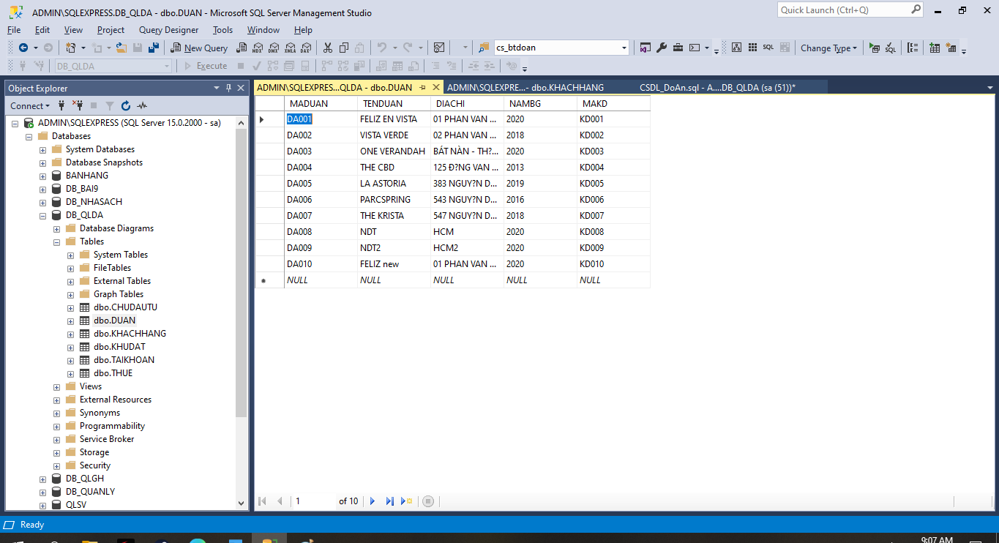 ADMIN\SQLEXPRESS.DB_QLDA - dbo.DUAN - Microsoft SQL Server Management Studio
Quick Launch (Ctrl+Q)
File Edit View Project Query Designer Tools Window Help
New Query MDX DMX XMLA DAX cs_btdoan SQL Change Type SQL
DB_QLDA Execute
Object Explorer
ADMIN\SQLEXPRESS...QLDA - dbo.DUAN ADMIN\SQLEXPRE...- dbo.KHACHHANG CSDL_DoAn.sql - A....DB_QLDA (sa (51))*
Connect
ADMIN\SQLEXPRESS (SQL Server 15.0.2000 - sa)
Databases
System Databases
Database Snapshots
BANHANG
DB_BAI9
DB_NHASACH
DB_QLDA
Database Diagrams
Tables
System Tables
FileTables
External Tables
Graph Tables
dbo.CHUDAUTU
dbo.DUAN
dbo.KHACHHANG
dbo.KHUDAT
dbo.TAIKHOAN
dbo.THUE
Views
External Resources
Synonyms
Programmability
Service Broker
Storage
Security
DB_QLGH
DB_QUANLY
QLSV
MADUAN TENDUAN DIACHI NAMBG MAKD
DA001 FELIZ EN VISTA 01 PHAN VAN ... 2020 KD001
DA002 VISTA VERDE 02 PHAN VAN ... 2018 KD002
DA003 ONE VERANDAH BÁT NÀN - TH?... 2020 KD003
DA004 THE CBD 125 Đ?NG VAN ... 2013 KD004
DA005 LA ASTORIA 383 NGUY?N D... 2019 KD005
DA006 PARCSPRING 543 NGUY?N D... 2016 KD006
DA007 THE KRISTA 547 NGUY?N D... 2018 KD007
DA008 NDT HCM 2020 KD008
DA009 NDT2 HCM2 2020 KD009
DA010 FELIZ new 01 PHAN VAN ... 2020 KD010
NULL NULL NULL NULL NULL
1 of 10
Ready
9:07 AM